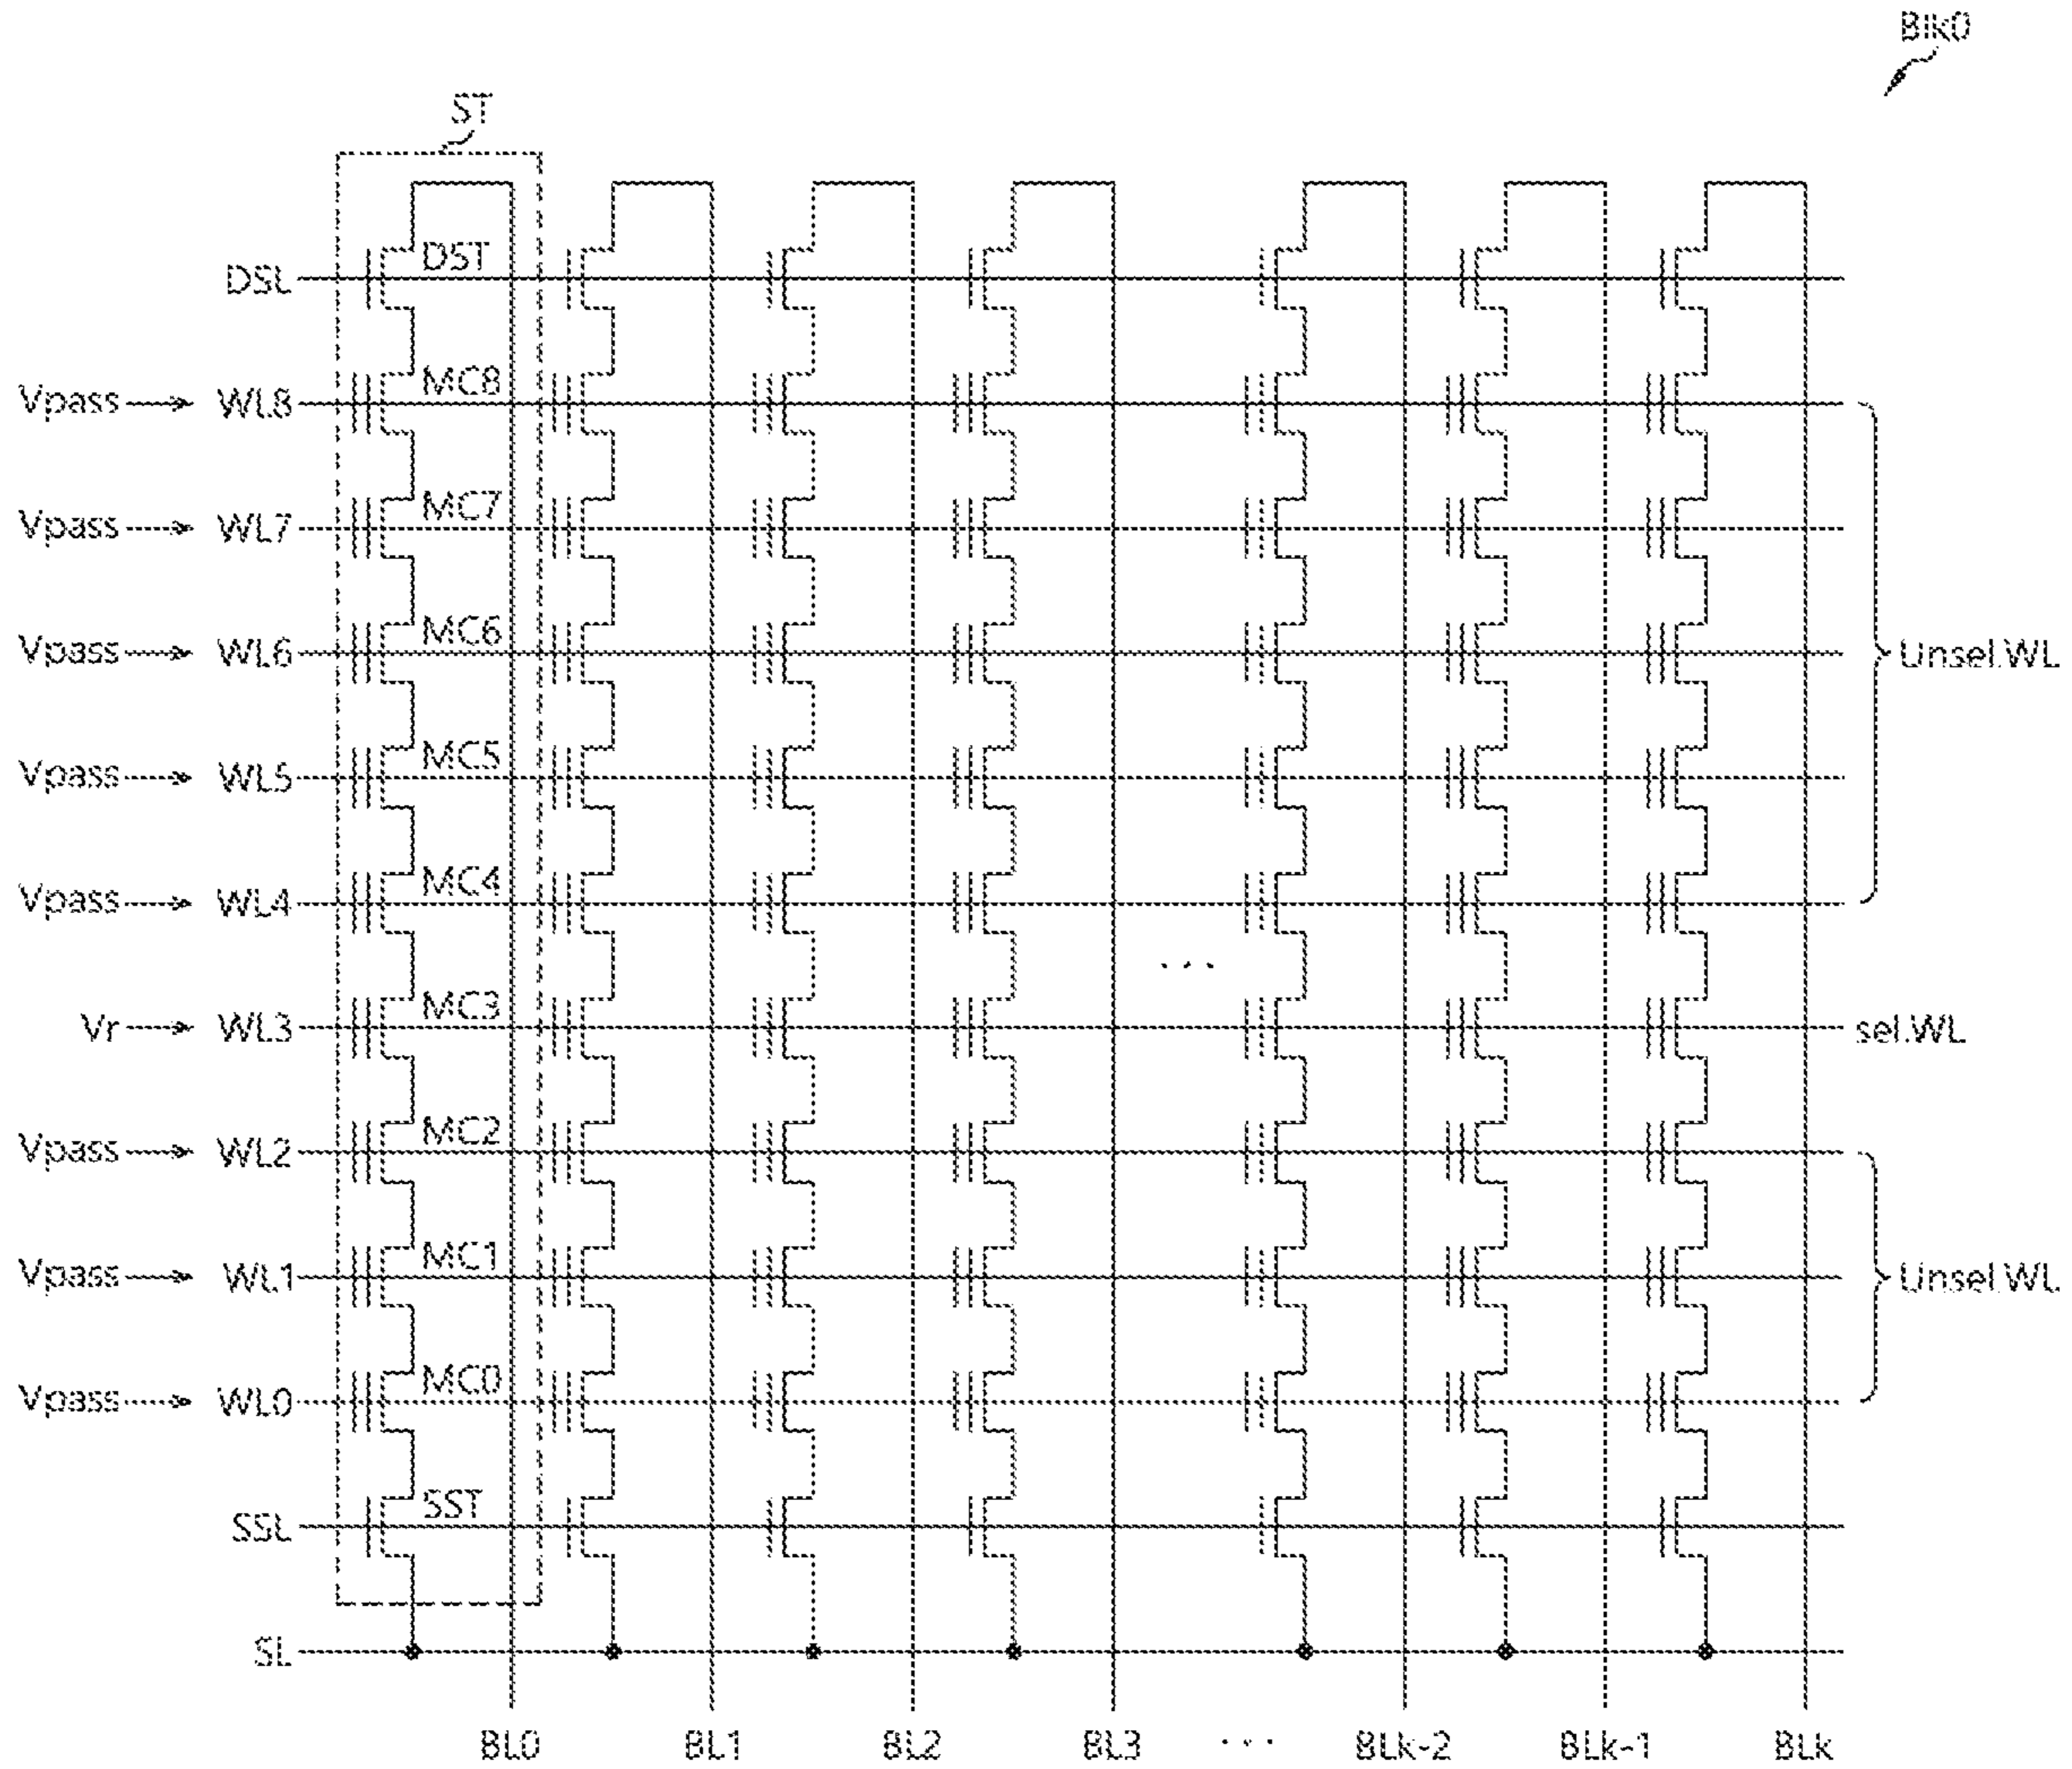 Blk0
ST
DSL DST
Vpass WL8 MC8
Vpass WL7 MC7
Vpass WL6 MC6 Unsel.WL
Vpass WL5 MC5
Vpass WL4 MC4
...
Vr WL3 MC3 sel.WL
Vpass WL2 MC2
Vpass WL1 MC1 Unsel.WL
Vpass WL0 MC0
SSL SST
SL
BL0 BL1 BL2 BL3 ... BLk-2 BLk-1 BLk